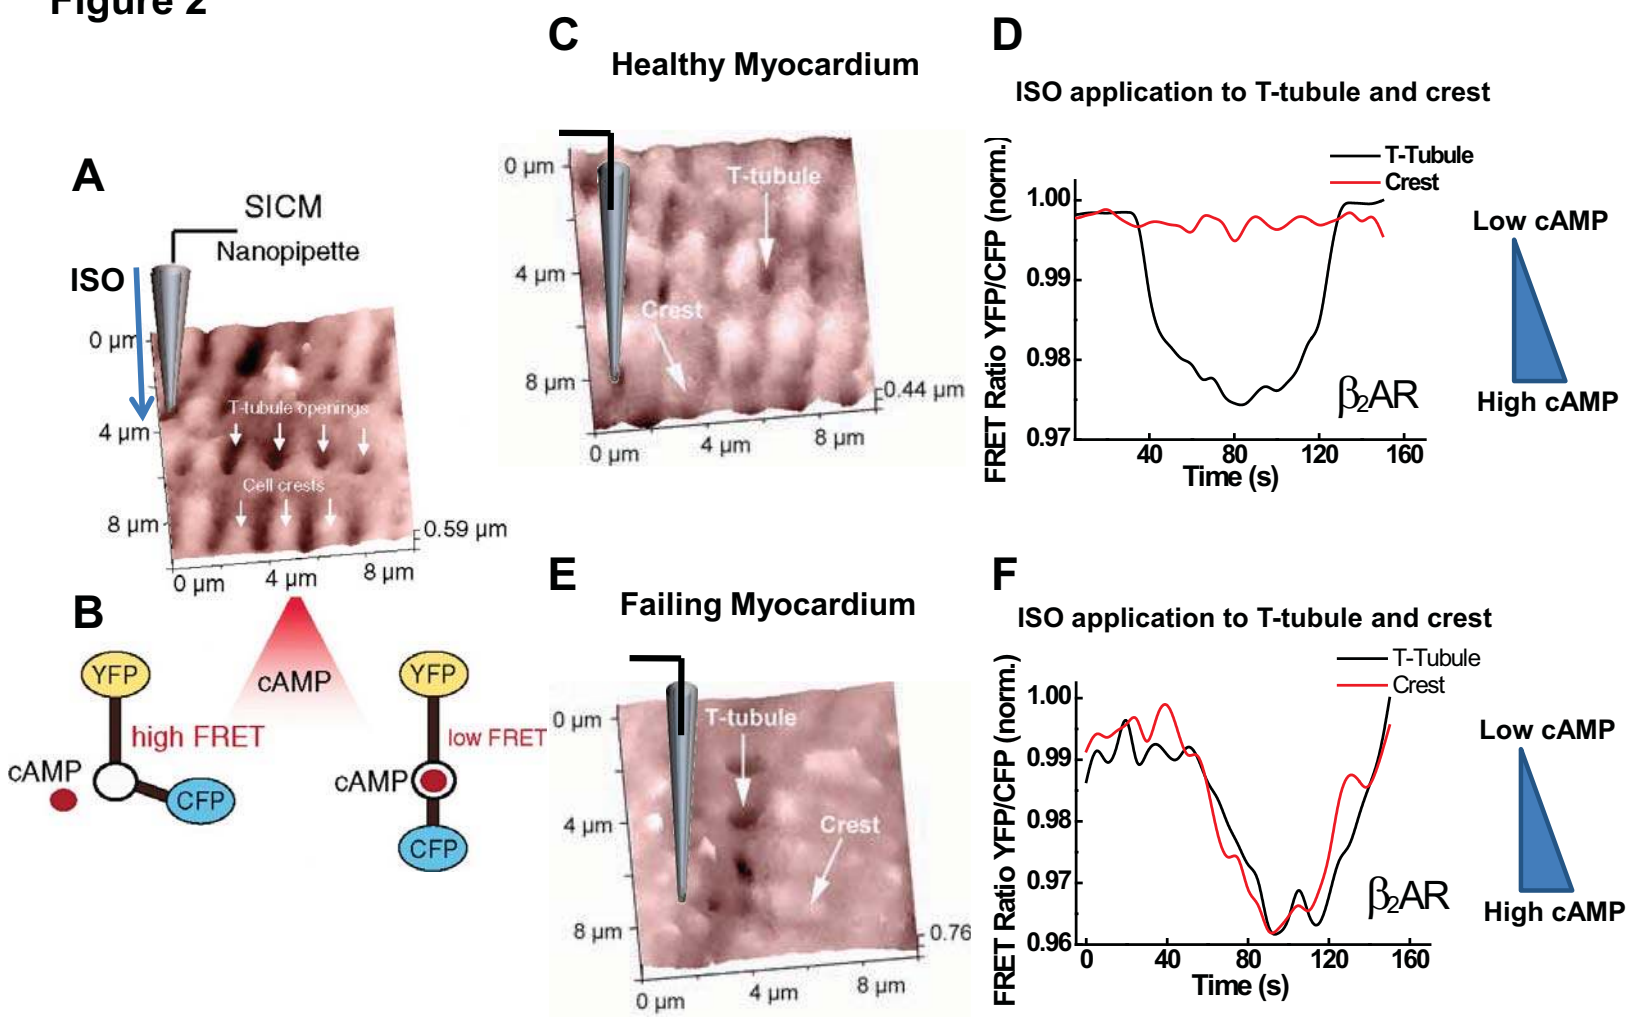 Figure 2
A
SICM
Nanopipette
ISO
0 µm
4 µm
8 µm
T-tubule openings
Cell crests
0.59 µm
0 µm
4 µm
8 µm
B
YFP
high FRET
cAMP
CFP
cAMP
YFP
low FRET
cAMP
CFP
C
Healthy Myocardium
0 µm
4 µm
8 µm
T-tubule
Crest
0.44 µm
0 µm
4 µm
8 µm
D
ISO application to T-tubule and crest
FRET Ratio YFP/CFP (norm.)
T-Tubule
Crest
1.00
0.99
0.98
0.97
β2AR
40
80
120
160
Time (s)
Low cAMP
High cAMP
E
Failing Myocardium
0 µm
4 µm
8 µm
T-tubule
Crest
0.76
0 µm
4 µm
8 µm
F
ISO application to T-tubule and crest
FRET Ratio YFP/CFP (norm.)
T-Tubule
Crest
1.00
0.99
0.98
0.97
0.96
β2AR
0
40
80
120
160
Time (s)
Low cAMP
High cAMP